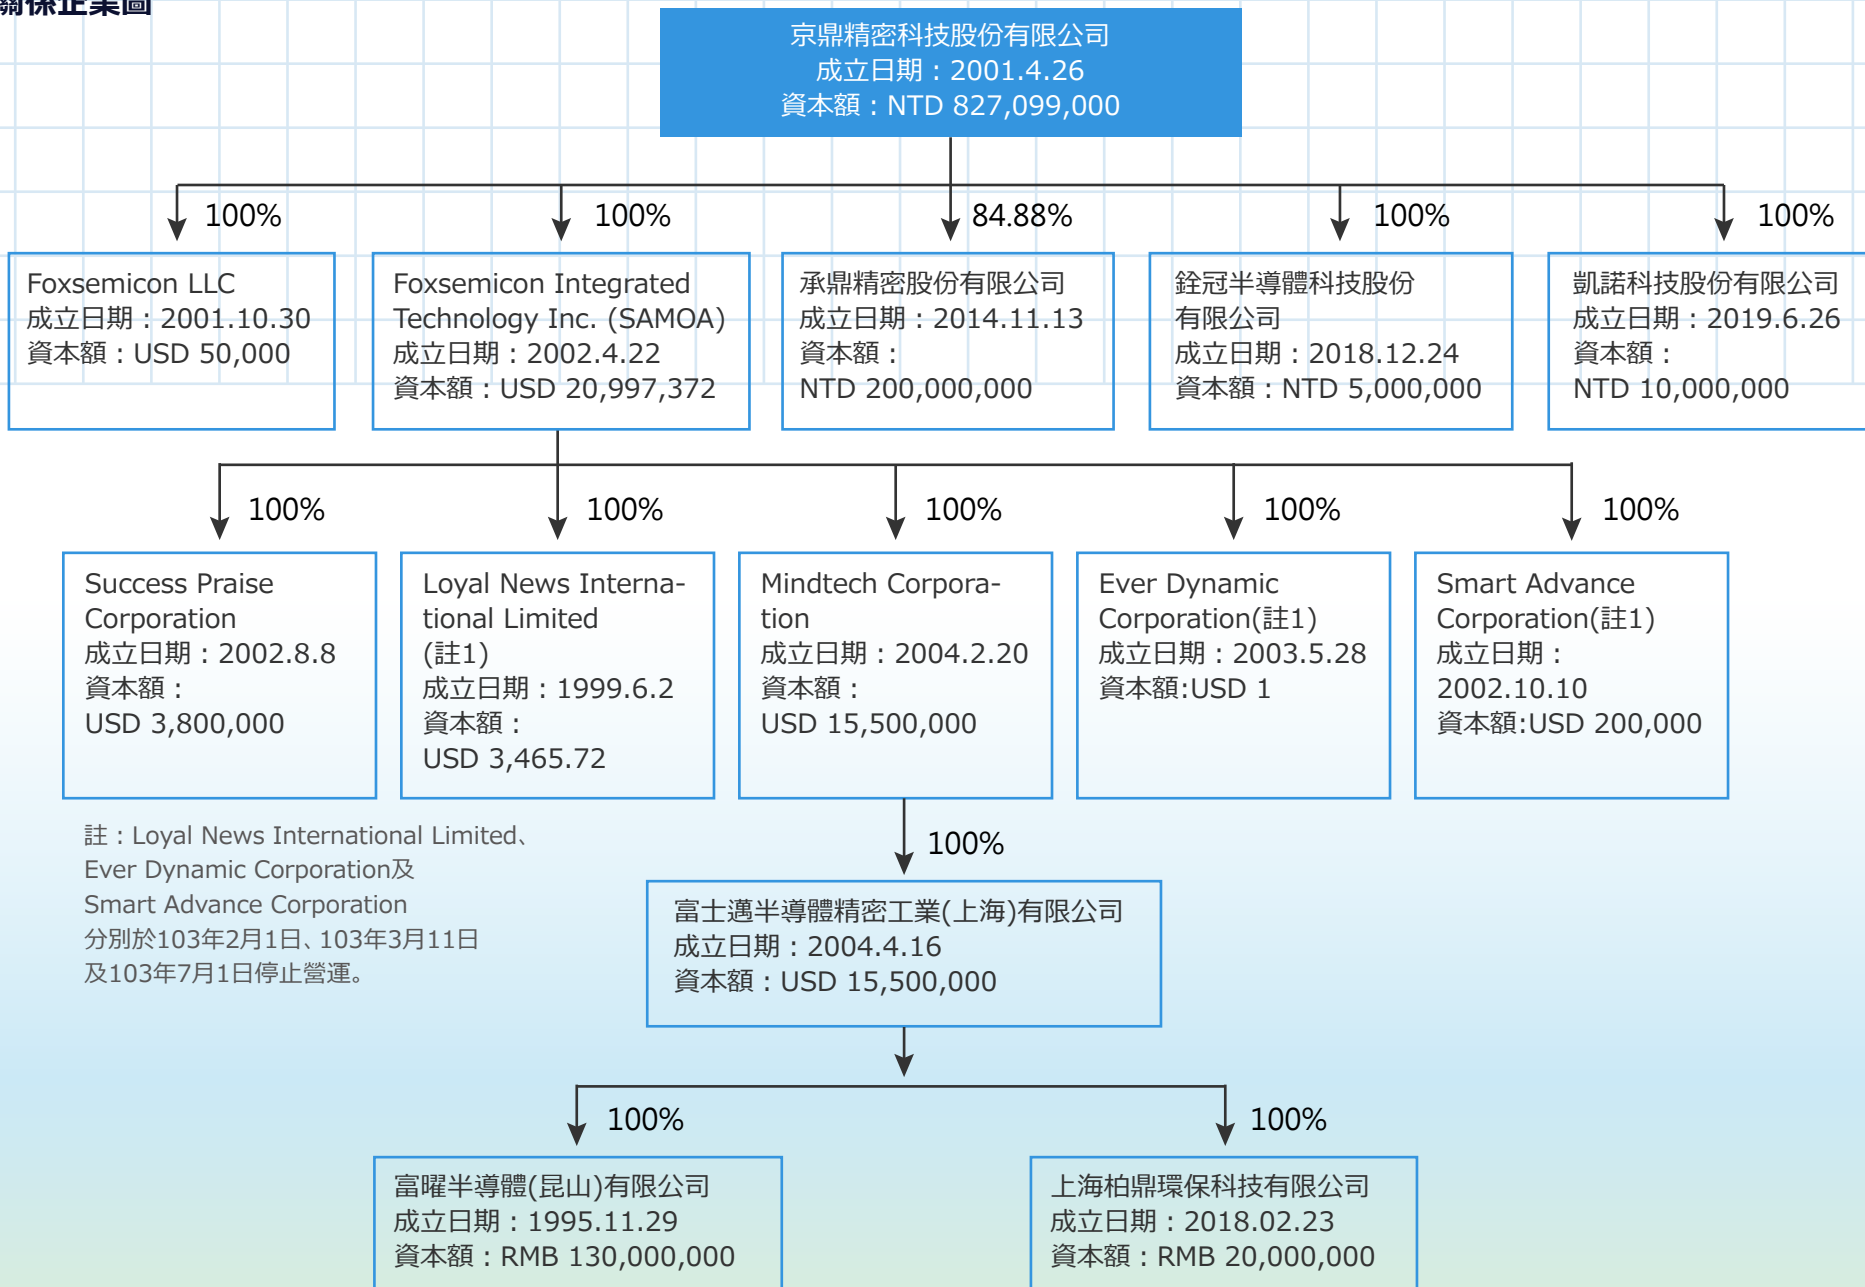 關係企業圖
京鼎精密科技股份有限公司
成立日期：2001.4.26
資本額：NTD 827,099,000
100%
100%
84.88%
100%
100%
Foxsemicon LLC
成立日期：2001.10.30
資本額：USD 50,000
Foxsemicon Integrated
Technology Inc. (SAMOA)
成立日期：2002.4.22
資本額：USD 20,997,372
承鼎精密股份有限公司
成立日期：2014.11.13
資本額：
NTD 200,000,000
銓冠半導體科技股份
有限公司
成立日期：2018.12.24
資本額：NTD 5,000,000
凱諾科技股份有限公司
成立日期：2019.6.26
資本額：
NTD 10,000,000
100%
100%
100%
100%
100%
Success Praise
Corporation
成立日期：2002.8.8
資本額：
USD 3,800,000
Loyal News Interna-
tional Limited
(註1)
成立日期：1999.6.2
資本額：
USD 3,465.72
Mindtech Corpora-
tion
成立日期：2004.2.20
資本額：
USD 15,500,000
Ever Dynamic
Corporation(註1)
成立日期：2003.5.28
資本額:USD 1
Smart Advance
Corporation(註1)
成立日期：
2002.10.10
資本額:USD 200,000
註：Loyal News International Limited、
Ever Dynamic Corporation及
Smart Advance Corporation
分別於103年2月1日、103年3月11日
及103年7月1日停止營運。
100%
富士邁半導體精密工業(上海)有限公司
成立日期：2004.4.16
資本額：USD 15,500,000
100%
100%
富曜半導體(昆山)有限公司
成立日期：1995.11.29
資本額：RMB 130,000,000
上海柏鼎環保科技有限公司
成立日期：2018.02.23
資本額：RMB 20,000,000